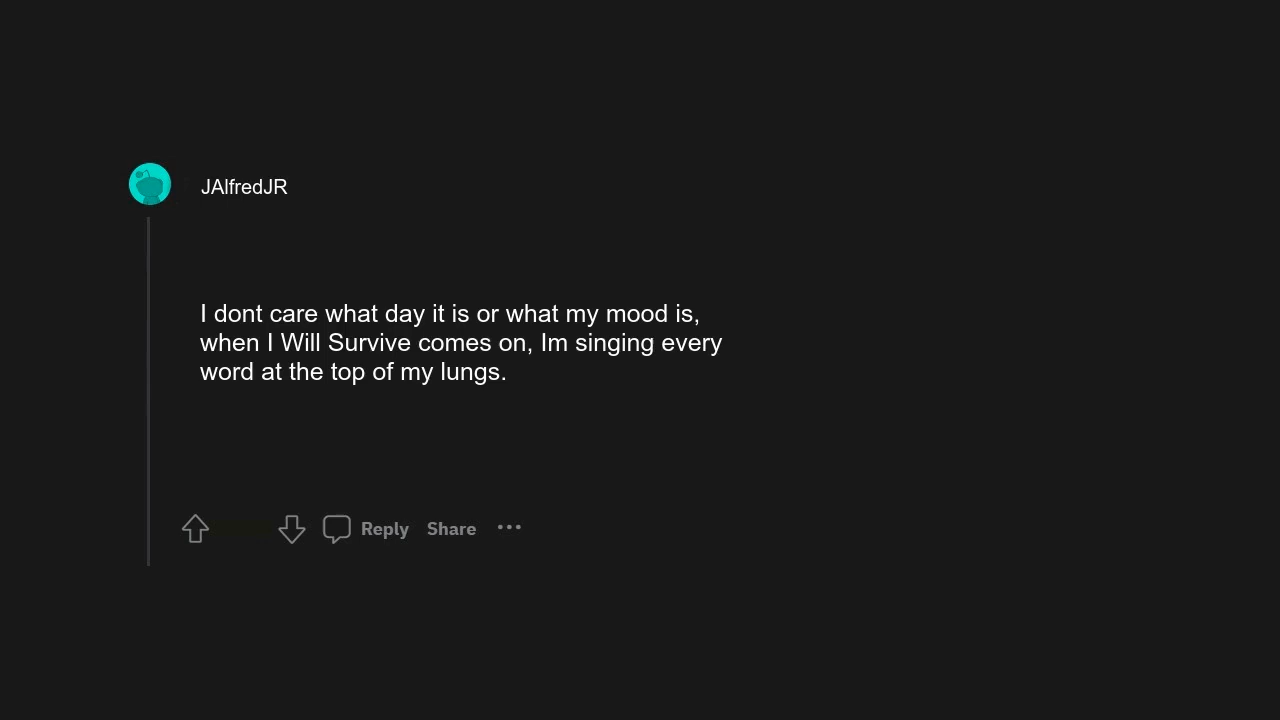 JAlfredJR
I dont care what day it is or what my mood is,
when I Will Survive comes on, Im singing every
word at the top of my lungs.
Reply Share